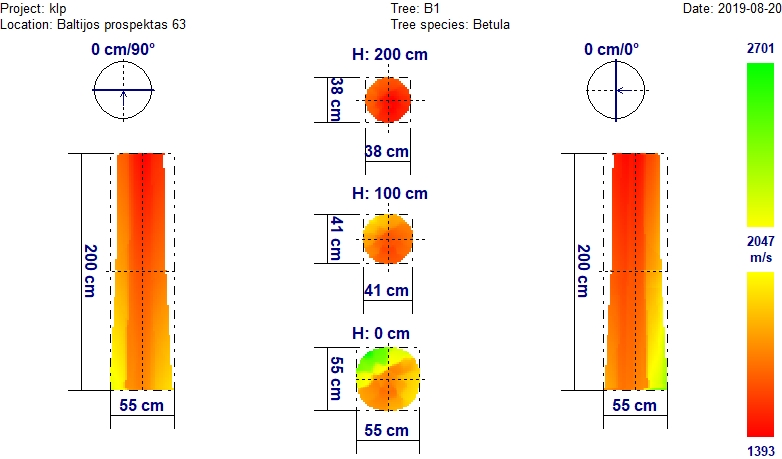 Project: klp
Tree: B1
Date: 2019-08-20
Location: Baltijos prospektas 63
Tree species: Betula
0 cm/90°
H: 200 cm
0 cm/0°
2701
38 cm
38 cm
H: 100 cm
41 cm
41 cm
200 cm
200 cm
2047
m/s
H: 0 cm
55 cm
55 cm
55 cm
55 cm
1393